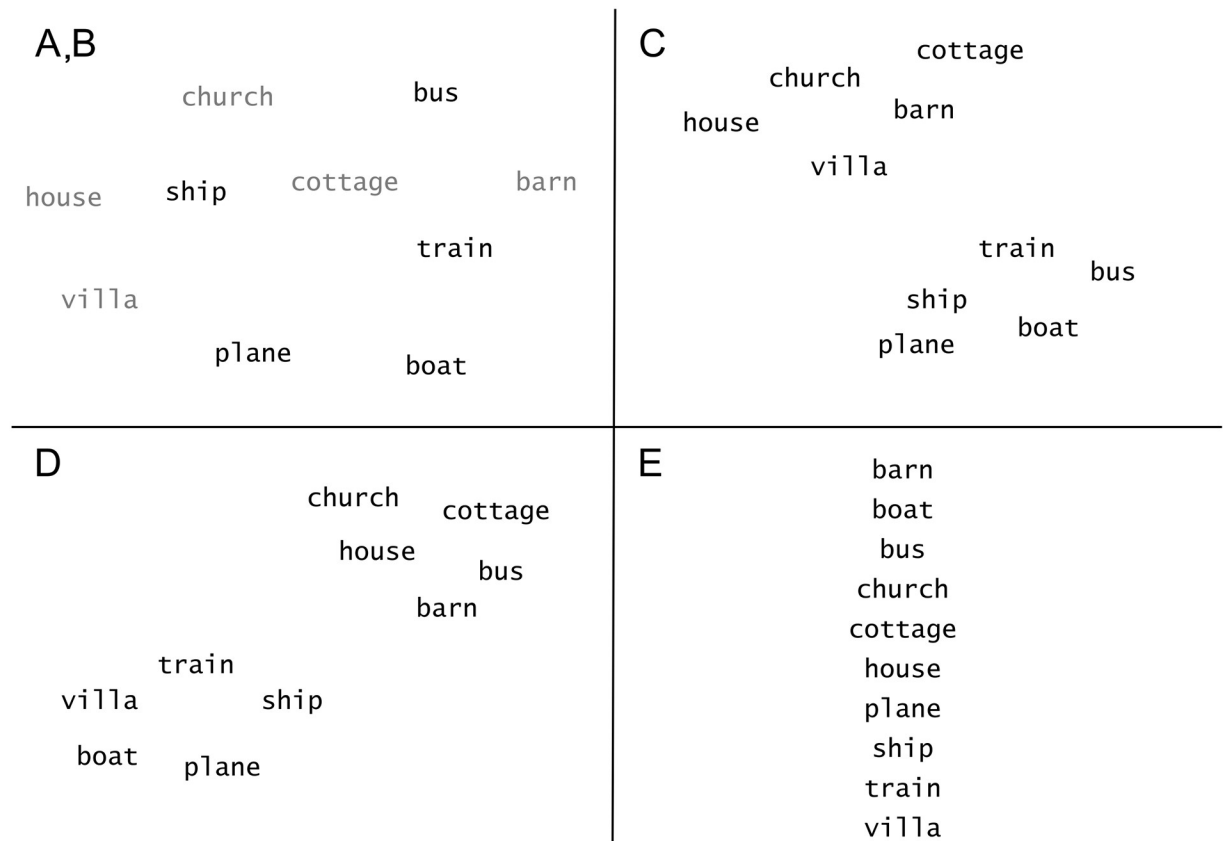 A,B
church
bus
house
ship
cottage
barn
train
villa
plane
boat
C
cottage
church
barn
house
villa
train
bus
ship
boat
plane
D
church
cottage
house
bus
barn
train
villa
ship
boat
plane
E
barn
boat
bus
church
cottage
house
plane
ship
train
villa